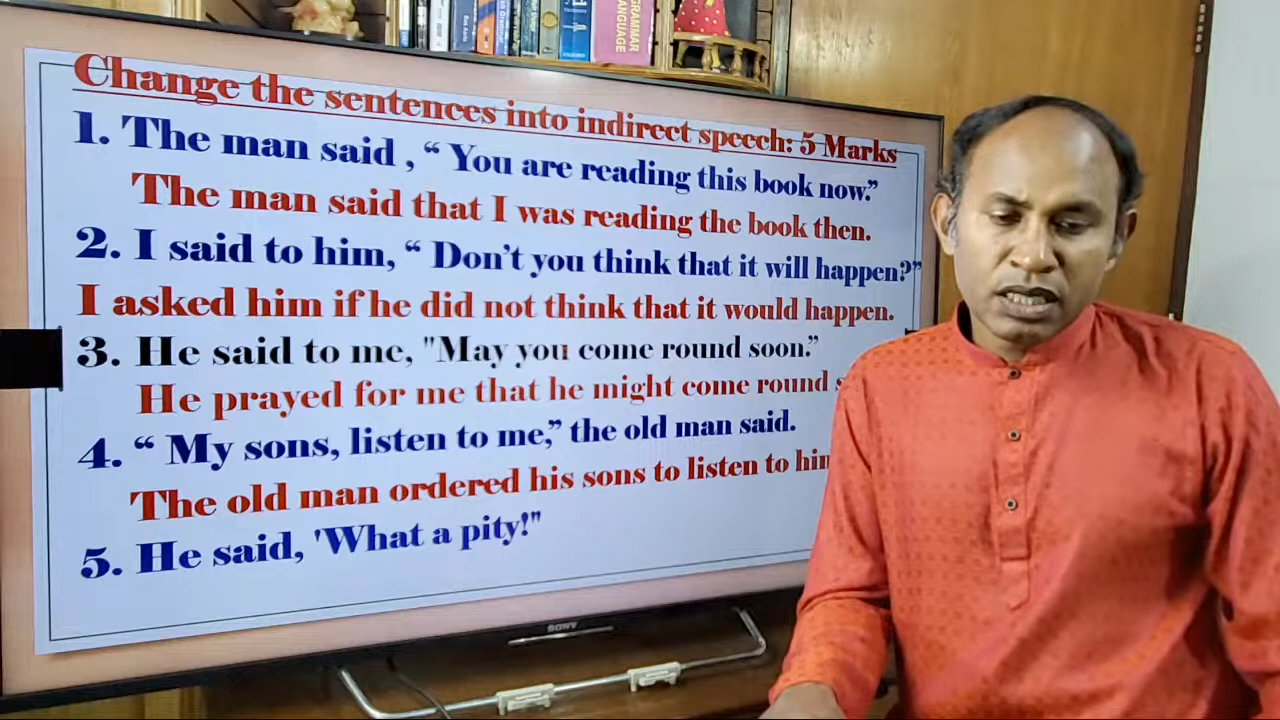 GRAMMAR
LANGUAGE
Change the sentences into indirect speech: 5 Marks
1. The man said , “ You are reading this book now.”
The man said that I was reading the book then.
2. I said to him, “ Don’t you think that it will happen?”
I asked him if he did not think that it would happen.
3. He said to me, "May you come round soon.”
He prayed for me that he might come round
4. “ My sons, listen to me,” the old man said.
The old man ordered his sons to listen to him
5. He said, 'What a pity!"
SONY